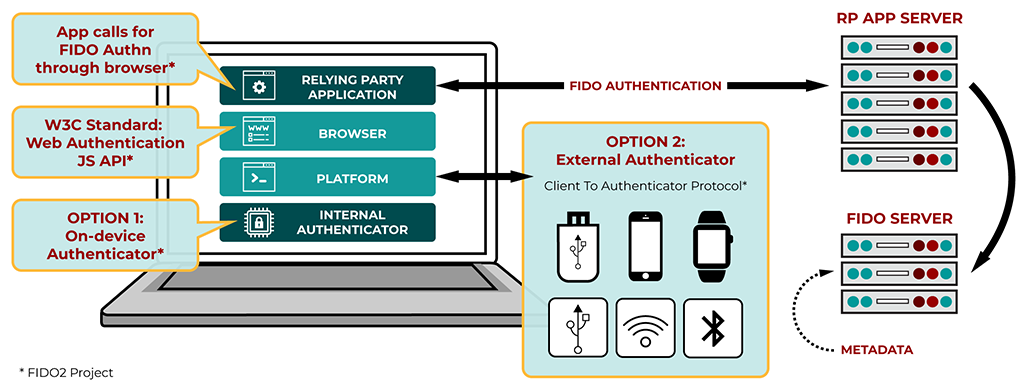 App calls for
FIDO Authn
through browser*
W3C Standard:
Web Authentication
JS API*
OPTION 1:
On-device
Authenticator*
RELYING PARTY
APPLICATION
WWW
BROWSER
PLATFORM
INTERNAL
AUTHENTICATOR
FIDO AUTHENTICATION
OPTION 2:
External Authenticator
Client To Authenticator Protocol*
RP APP SERVER
FIDO SERVER
METADATA
* FIDO2 Project